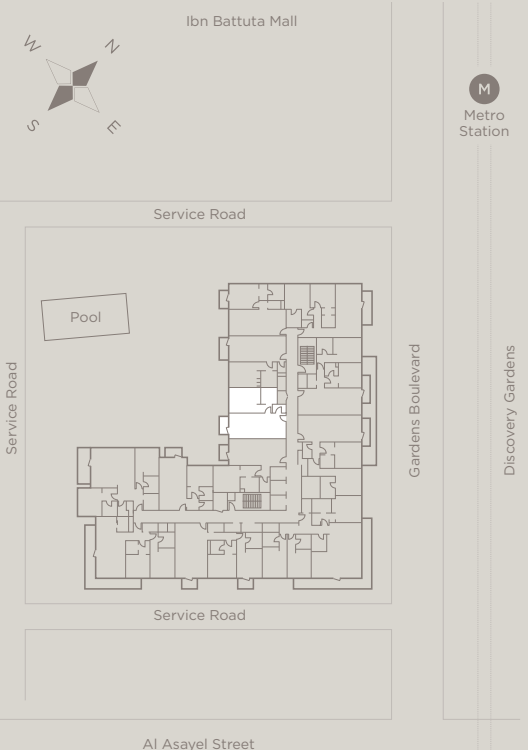 Ibn Battuta Mall
W
N
S
E
M
Metro
Station
Service Road
Pool
Service Road
Gardens Boulevard
Discovery Gardens
Service Road
Al Asayel Street